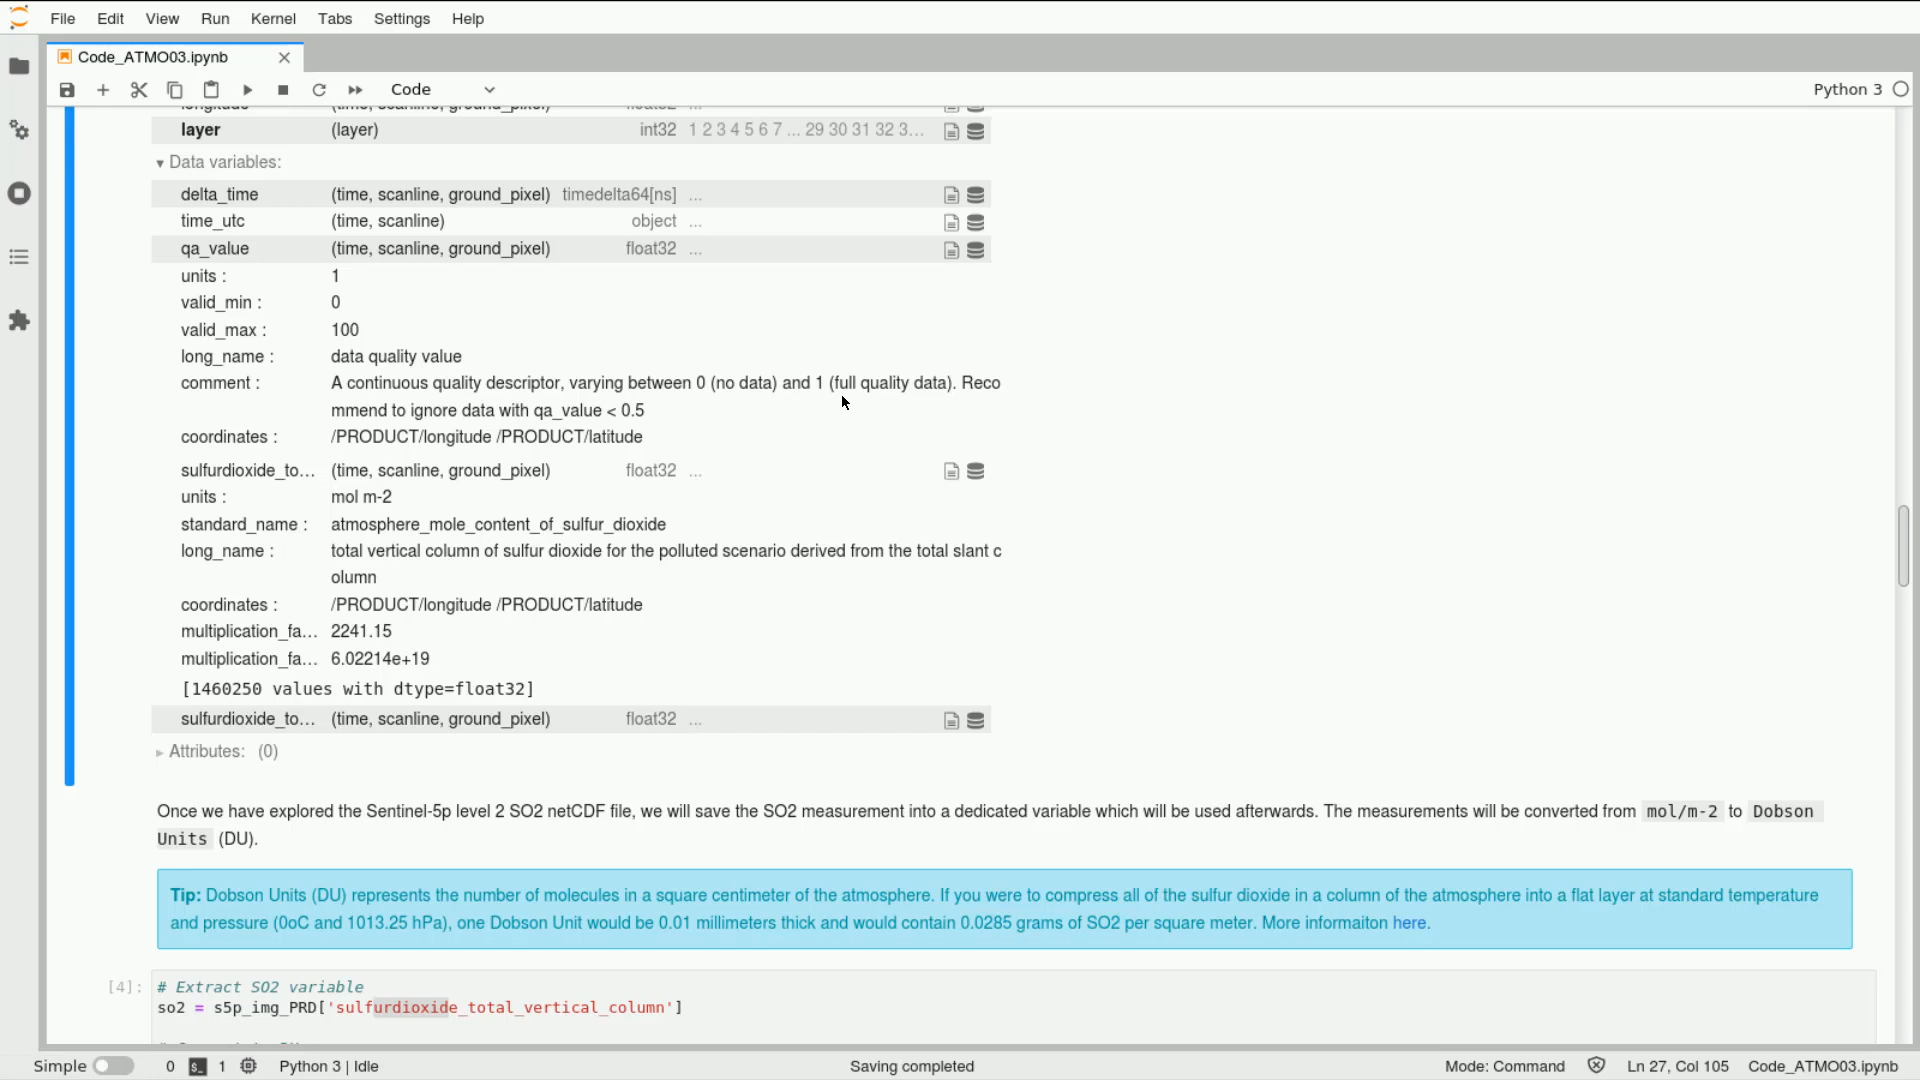 File Edit View Run Kernel Tabs Settings Help
Code_ATMO03.ipynb
Code Python 3
longitude (time, scanline, ground_pixel) float32 ...
layer (layer) int32 1 2 3 4 5 6 7 ... 29 30 31 32 3...
Data variables:
delta_time (time, scanline, ground_pixel) timedelta64[ns] ...
time_utc (time, scanline) object ...
qa_value (time, scanline, ground_pixel) float32 ...
units : 1
valid_min : 0
valid_max : 100
long_name : data quality value
comment : A continuous quality descriptor, varying between 0 (no data) and 1 (full quality data). Reco
mmend to ignore data with qa_value < 0.5
coordinates : /PRODUCT/longitude /PRODUCT/latitude
sulfurdioxide_to... (time, scanline, ground_pixel) float32 ...
units : mol m-2
standard_name : atmosphere_mole_content_of_sulfur_dioxide
long_name : total vertical column of sulfur dioxide for the polluted scenario derived from the total slant c
olumn
coordinates : /PRODUCT/longitude /PRODUCT/latitude
multiplication_fa... 2241.15
multiplication_fa... 6.02214e+19
[1460250 values with dtype=float32]
sulfurdioxide_to... (time, scanline, ground_pixel) float32 ...
Attributes: (0)
Once we have explored the Sentinel-5p level 2 SO2 netCDF file, we will save the SO2 measurement into a dedicated variable which will be used afterwards. The measurements will be converted from mol/m-2 to Dobson
Units (DU).
Tip: Dobson Units (DU) represents the number of molecules in a square centimeter of the atmosphere. If you were to compress all of the sulfur dioxide in a column of the atmosphere into a flat layer at standard temperature
and pressure (0oC and 1013.25 hPa), one Dobson Unit would be 0.01 millimeters thick and would contain 0.0285 grams of SO2 per square meter. More informaiton here.
[4]: # Extract SO2 variable
so2 = s5p_img_PRD['sulfurdioxide_total_vertical_column']
Simple 0 1 Python 3 | Idle Saving completed Mode: Command Ln 27, Col 105 Code_ATMO03.ipynb